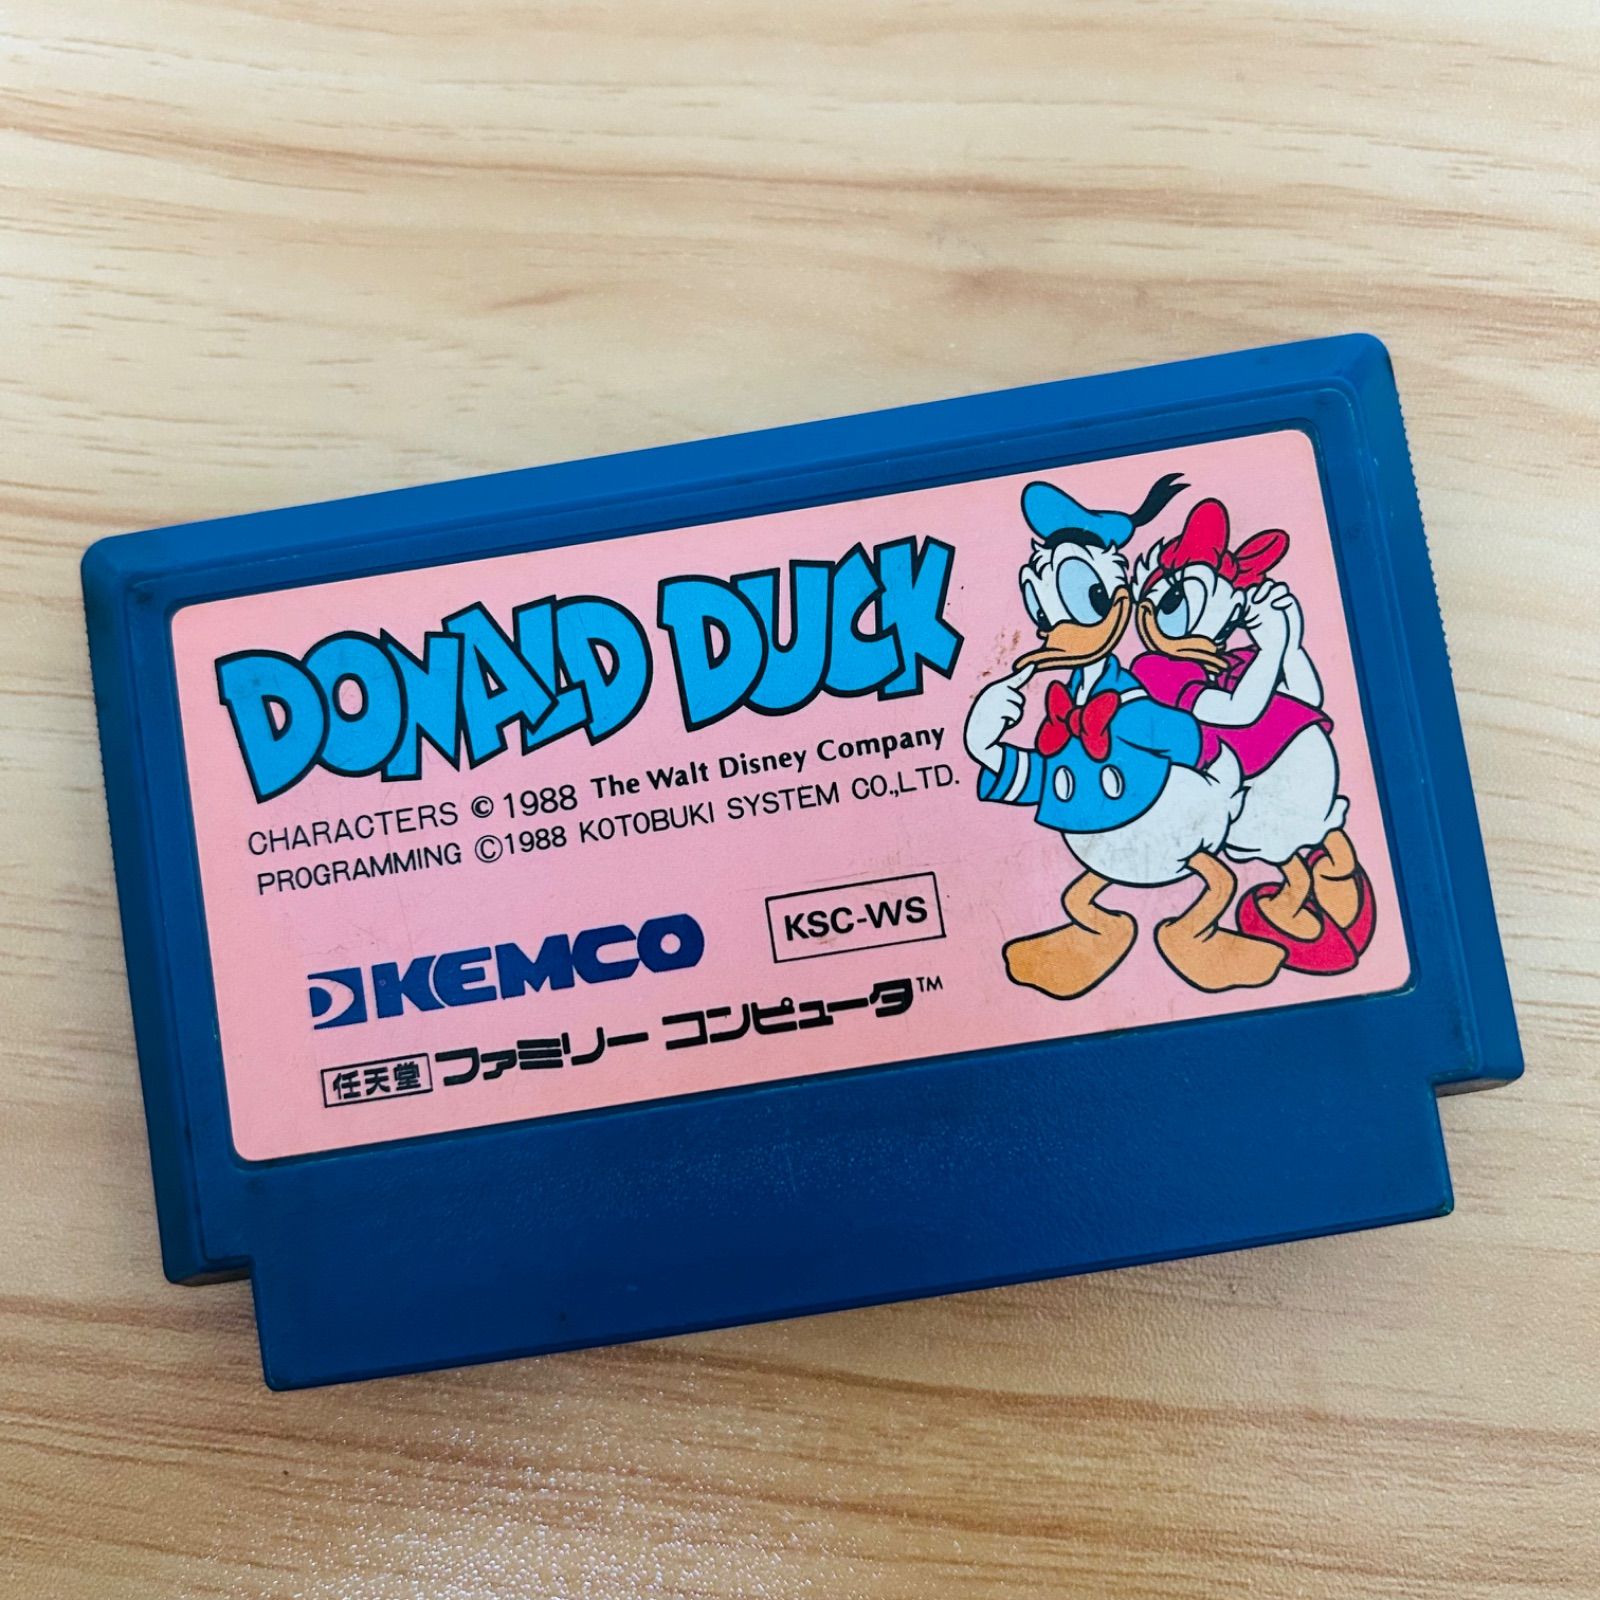 DONALD DUCK
CHARACTERS © 1988 The Walt Disney Company
PROGRAMMING ©1988 KOTOBUKI SYSTEM CO.,LTD.
KEMCO
KSC-WS
任天堂 ファミリー コンピュータ™